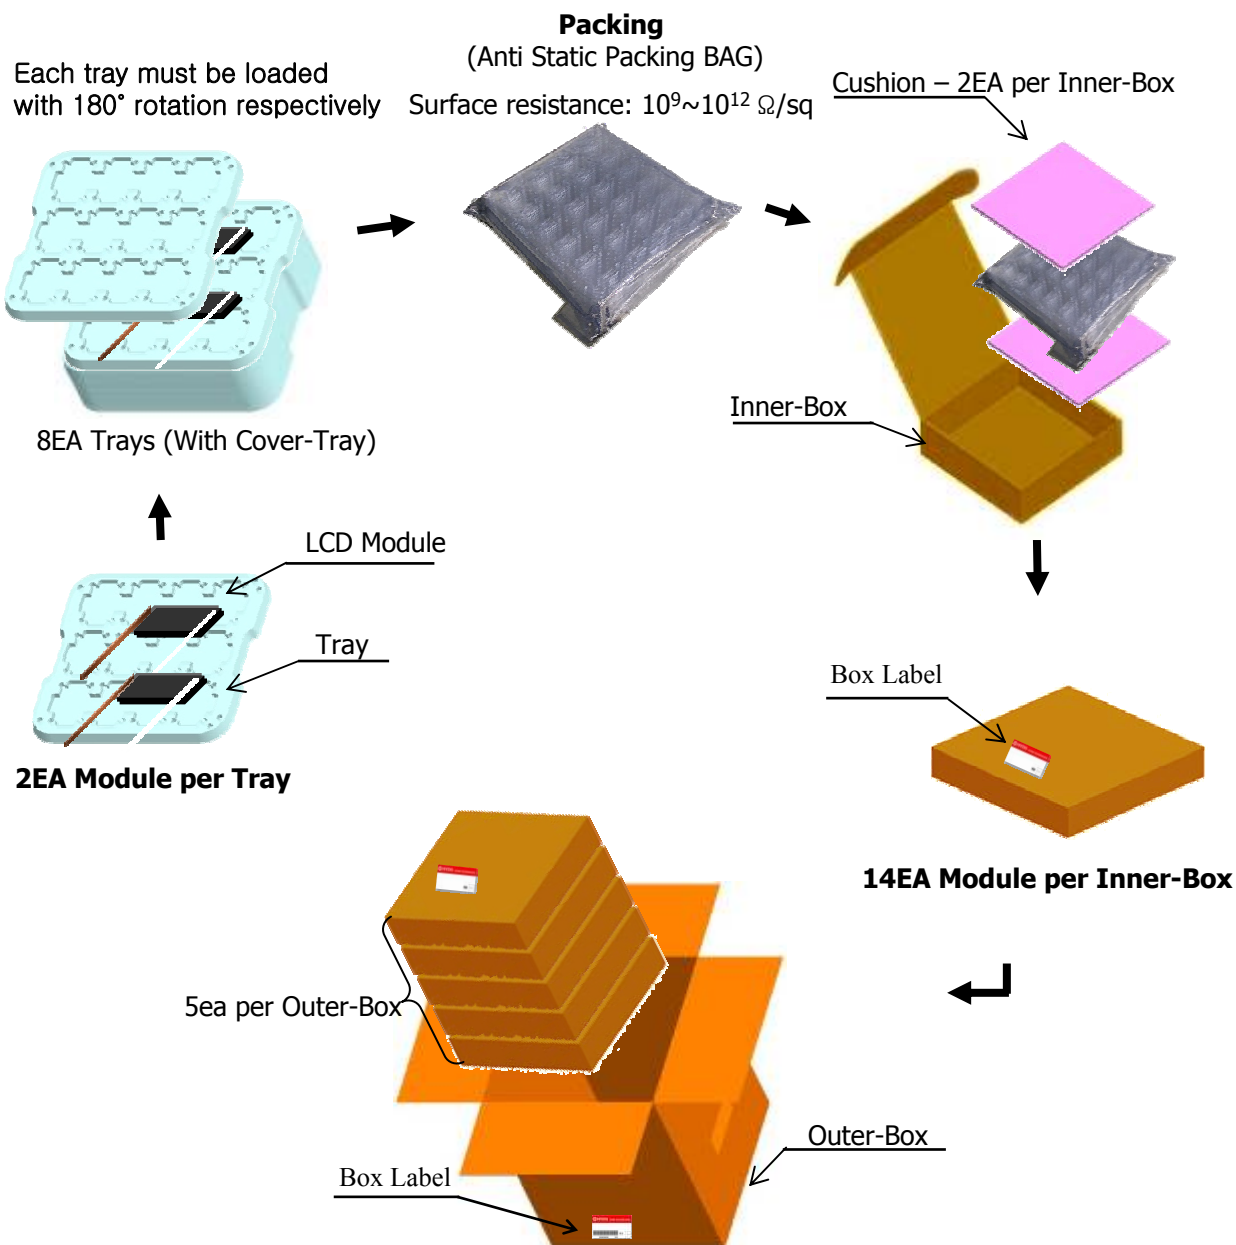 Packing
(Anti Static Packing BAG)
Each tray must be loaded
with 180° rotation respectively
Surface resistance: 10⁹~10¹² Ω/sq
Cushion – 2EA per Inner-Box
Inner-Box
8EA Trays (With Cover-Tray)
LCD Module
Tray
2EA Module per Tray
Box Label
14EA Module per Inner-Box
5ea per Outer-Box
Outer-Box
Box Label